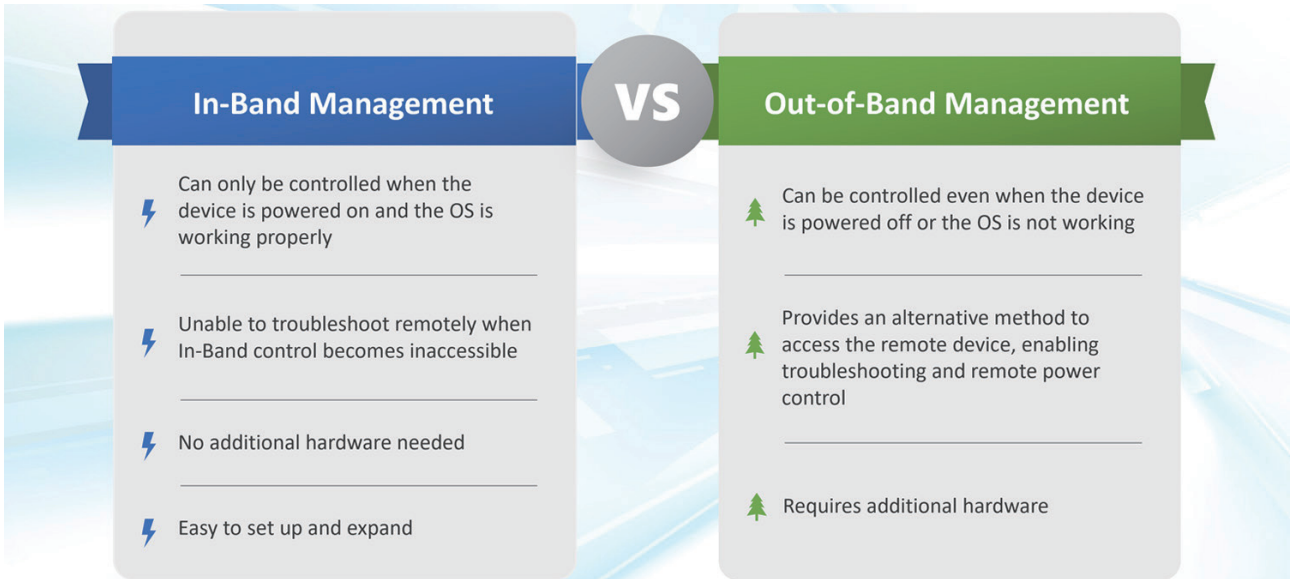 In-Band Management
VS
Out-of-Band Management
Can only be controlled when the
device is powered on and the OS is
working properly
Unable to troubleshoot remotely when
In-Band control becomes inaccessible
No additional hardware needed
Easy to set up and expand
Can be controlled even when the device
is powered off or the OS is not working
Provides an alternative method to
access the remote device, enabling
troubleshooting and remote power
control
Requires additional hardware